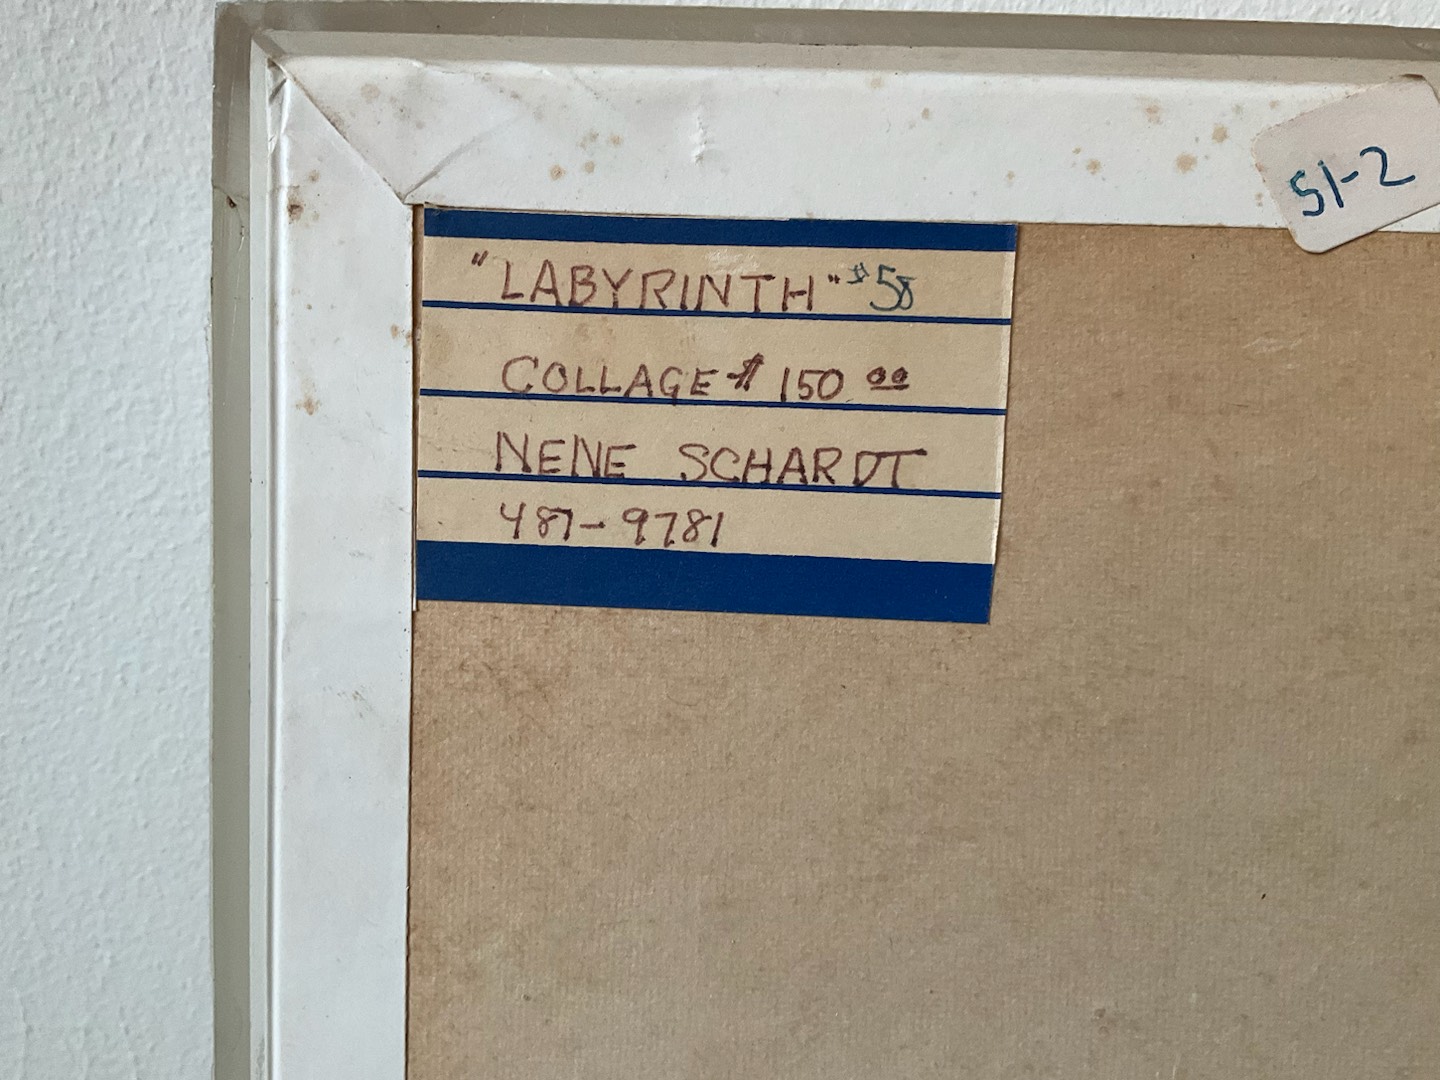 51-2
"LABYRINTH" #58
COLLAGE $ 150 00
NENE SCHARDT
487-9781